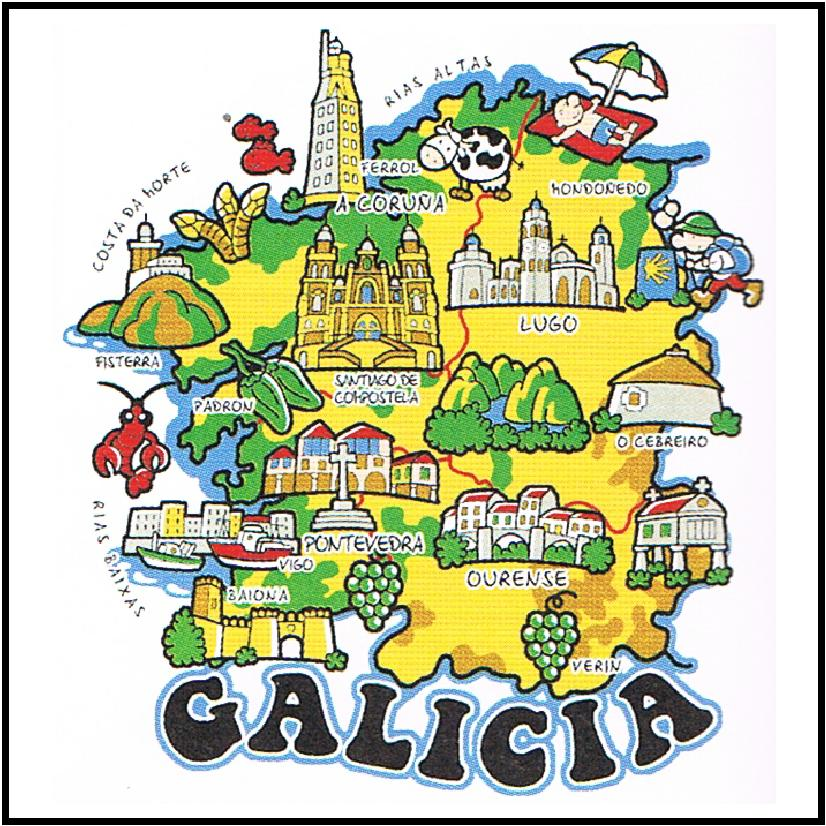 RIAS ALTAS
FERROL
A CORUÑA
MONDOÑEDO
COSTA DA MORTE
LUGO
FISTERRA
SANTIAGO DE
COMPOSTELA
PADRON
O CEBREIRO
RIAS BAIXAS
PONTEVEDRA
VIGO
OURENSE
BAIONA
VERIN
GALICIA